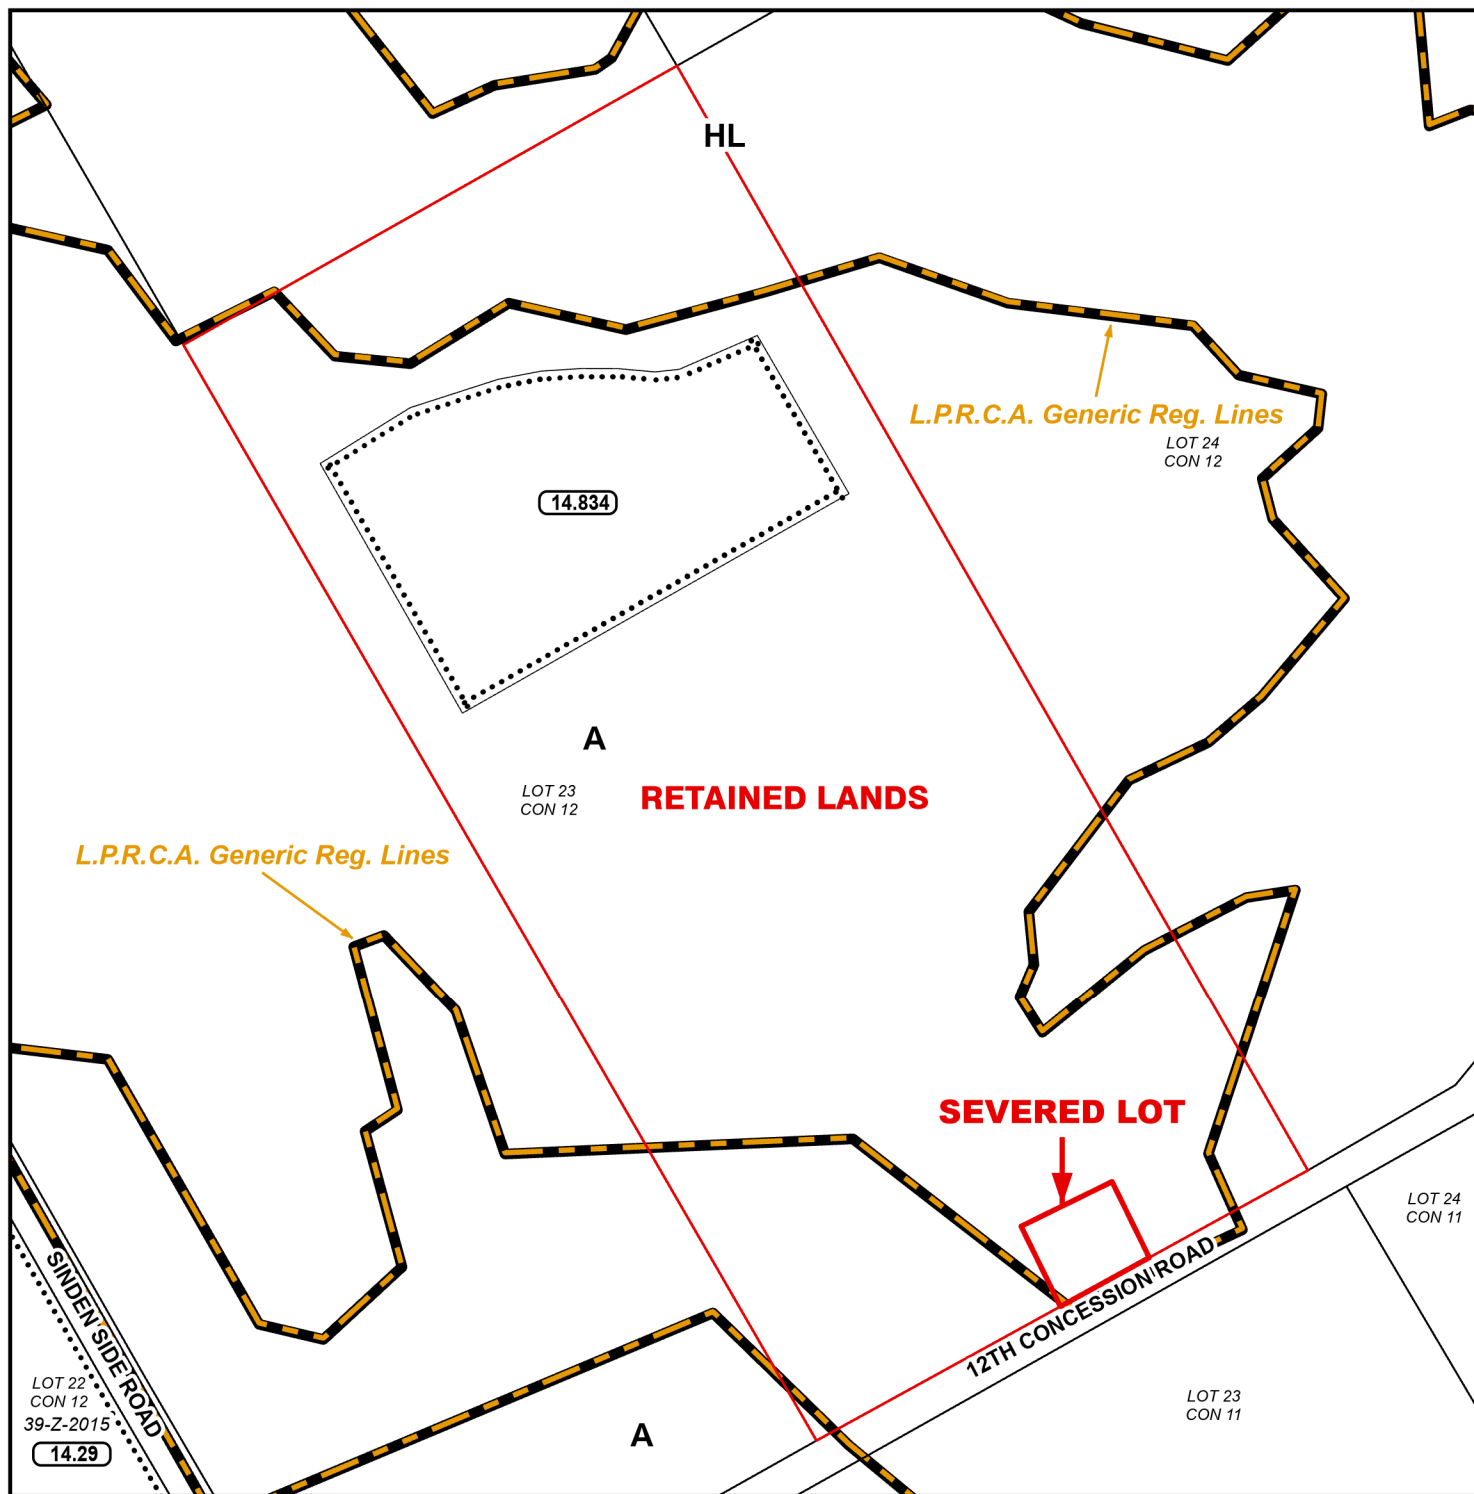 HL
L.P.R.C.A. Generic Reg. Lines
LOT 24
CON 12
14.834
A
LOT 23
CON 12
RETAINED LANDS
L.P.R.C.A. Generic Reg. Lines
SEVERED LOT
LOT 24
CON 11
12TH CONCESSION ROAD
SINDEN SIDE ROAD
LOT 22
CON 12
39-Z-2015
14.29
LOT 23
CON 11
A